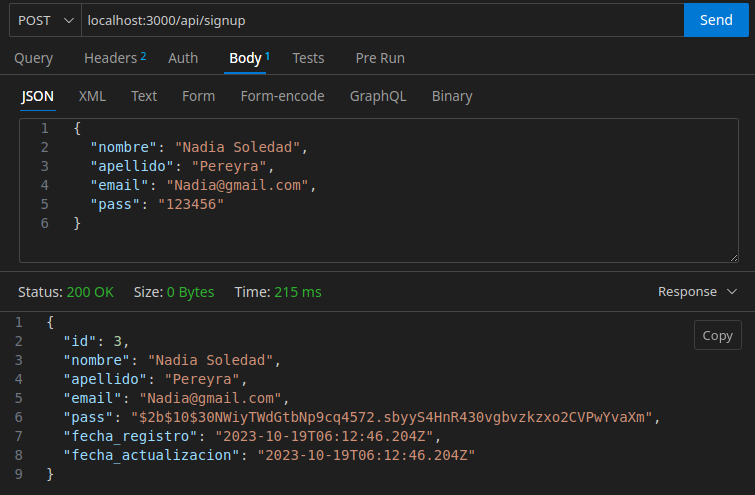 POST localhost:3000/api/signup Send
Query Headers 2 Auth Body 1 Tests Pre Run
JSON XML Text Form Form-encode GraphQL Binary
1 {
2 "nombre": "Nadia Soledad",
3 "apellido": "Pereyra",
4 "email": "Nadia@gmail.com",
5 "pass": "123456"
6 }
Status: 200 OK Size: 0 Bytes Time: 215 ms Response
1 {
Copy
2 "id": 3,
3 "nombre": "Nadia Soledad",
4 "apellido": "Pereyra",
5 "email": "Nadia@gmail.com",
6 "pass": "$2b$10$30NWiyTWdGtbNp9cq4572.sbyyS4HnR430vgbvzkzxo2CVPwYvaXm",
7 "fecha_registro": "2023-10-19T06:12:46.204Z",
8 "fecha_actualizacion": "2023-10-19T06:12:46.204Z"
9 }